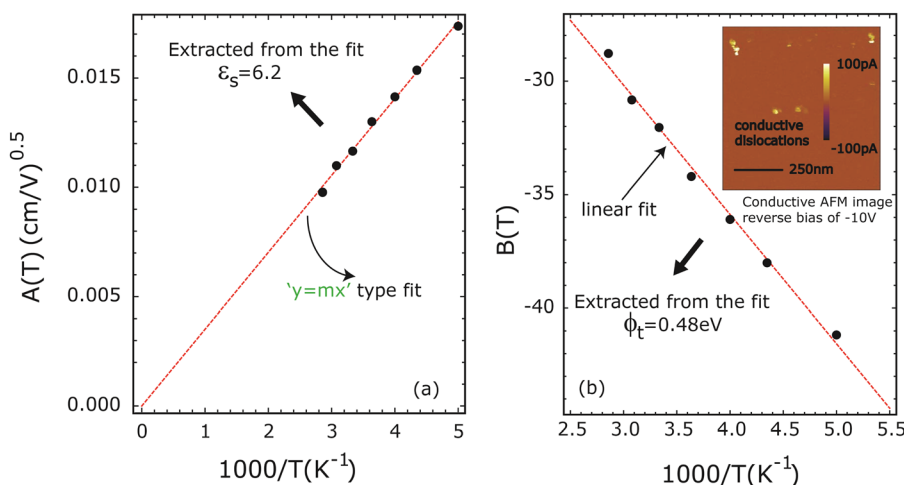 Extracted from the fit
εs=6.2
A(T) (cm/V)^0.5
0.015
0.010
0.005
0.000
'y=mx' type fit
(a)
0 1 2 3 4 5
1000/T(K⁻¹)
B(T)
-25
-30
-35
-40
100pA
-100pA
conductive
dislocations
250nm
Conductive AFM image
reverse bias of -10V
linear fit
Extracted from the fit
ϕt=0.48eV
(b)
2.5 3.0 3.5 4.0 4.5 5.0 5.5
1000/T(K⁻¹)